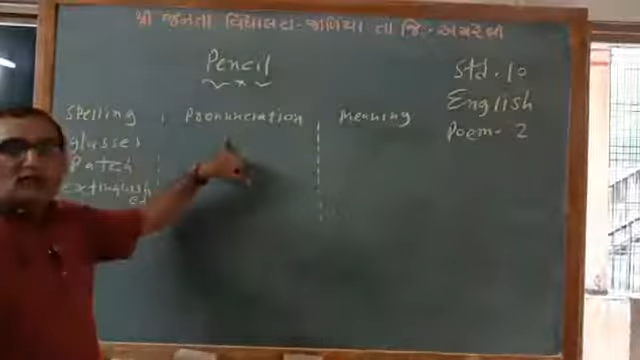 શ્રી જનતા વિદ્યાલય-જાળિયા તા જિ:- અમરેલી
Pencil
Std. 10
English
Poem- 2
Spelling Pronunciation Meaning
glasses
Patch
extinguish
ed